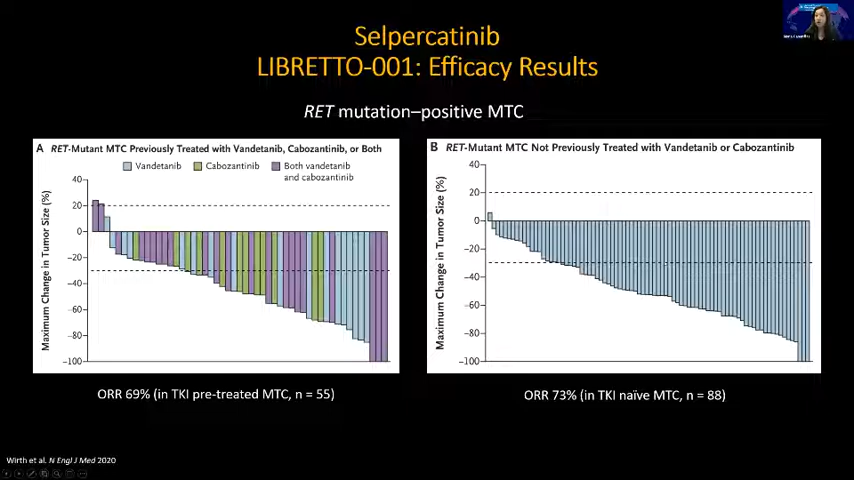 Selpercatinib
LIBRETTO-001: Efficacy Results
RET mutation–positive MTC
A RET-Mutant MTC Previously Treated with Vandetanib, Cabozantinib, or Both
Vandetanib
Cabozantinib
Both vandetanib
and cabozantinib
Maximum Change in Tumor Size (%)
40
20
0
−20
−40
−60
−80
−100
ORR 69% (in TKI pre-treated MTC, n = 55)
B RET-Mutant MTC Not Previously Treated with Vandetanib or Cabozantinib
Maximum Change in Tumor Size (%)
40
20
0
−20
−40
−60
−80
−100
ORR 73% (in TKI naïve MTC, n = 88)
Wirth et al. N Engl J Med 2020